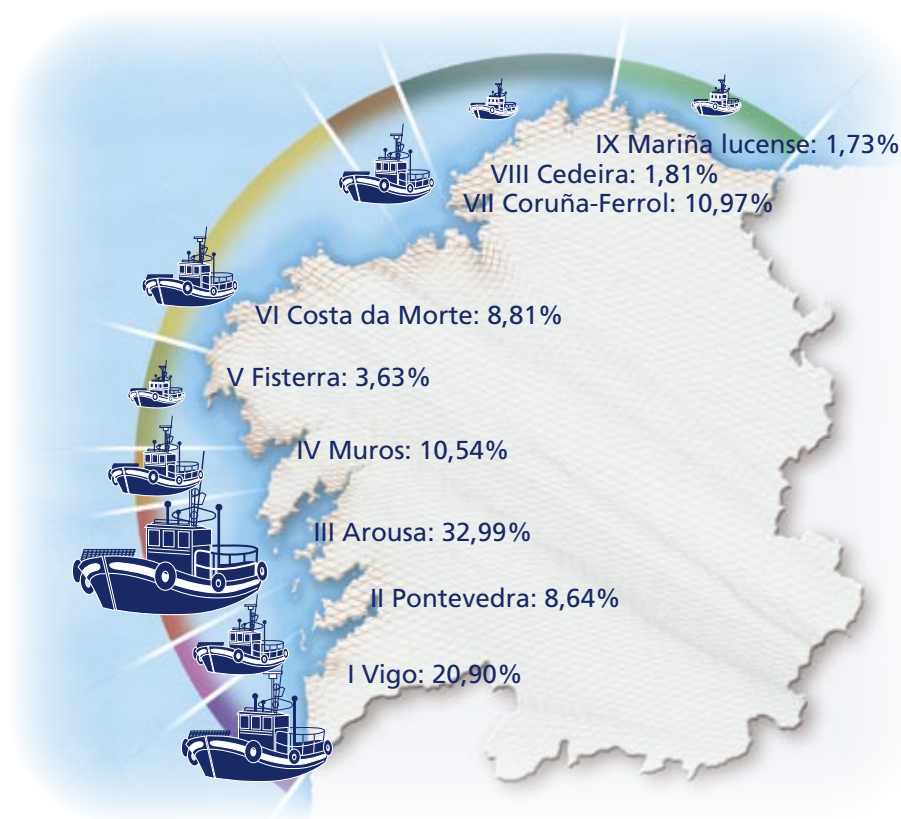 IX Mariña lucense: 1,73%
VIII Cedeira: 1,81%
VII Coruña-Ferrol: 10,97%
VI Costa da Morte: 8,81%
V Fisterra: 3,63%
IV Muros: 10,54%
III Arousa: 32,99%
II Pontevedra: 8,64%
I Vigo: 20,90%